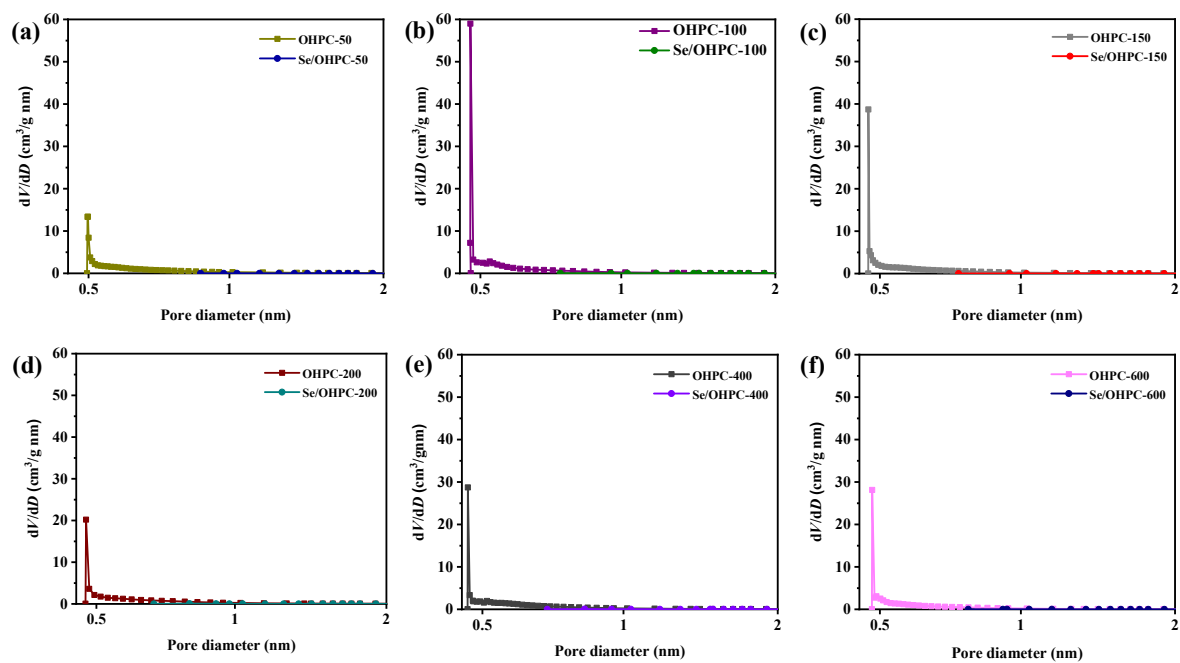 (a)
OHPC-50
Se/OHPC-50
60
50
40
30
20
10
0
dV/dD (cm³/g nm)
0.5 1 2
Pore diameter (nm)
(b)
OHPC-100
Se/OHPC-100
60
50
40
30
20
10
0
dV/dD (cm³/g nm)
0.5 1 2
Pore diameter (nm)
(c)
OHPC-150
Se/OHPC-150
60
50
40
30
20
10
0
dV/dD (cm³/g nm)
0.5 1 2
Pore diameter (nm)
(d)
OHPC-200
Se/OHPC-200
60
50
40
30
20
10
0
dV/dD (cm³/g nm)
0.5 1 2
Pore diameter (nm)
(e)
OHPC-400
Se/OHPC-400
60
50
40
30
20
10
0
dV/dD (cm³/gnm)
0.5 1 2
Pore diameter (nm)
(f)
OHPC-600
Se/OHPC-600
60
50
40
30
20
10
0
dV/dD (cm³/g nm)
0.5 1 2
Pore diameter (nm)